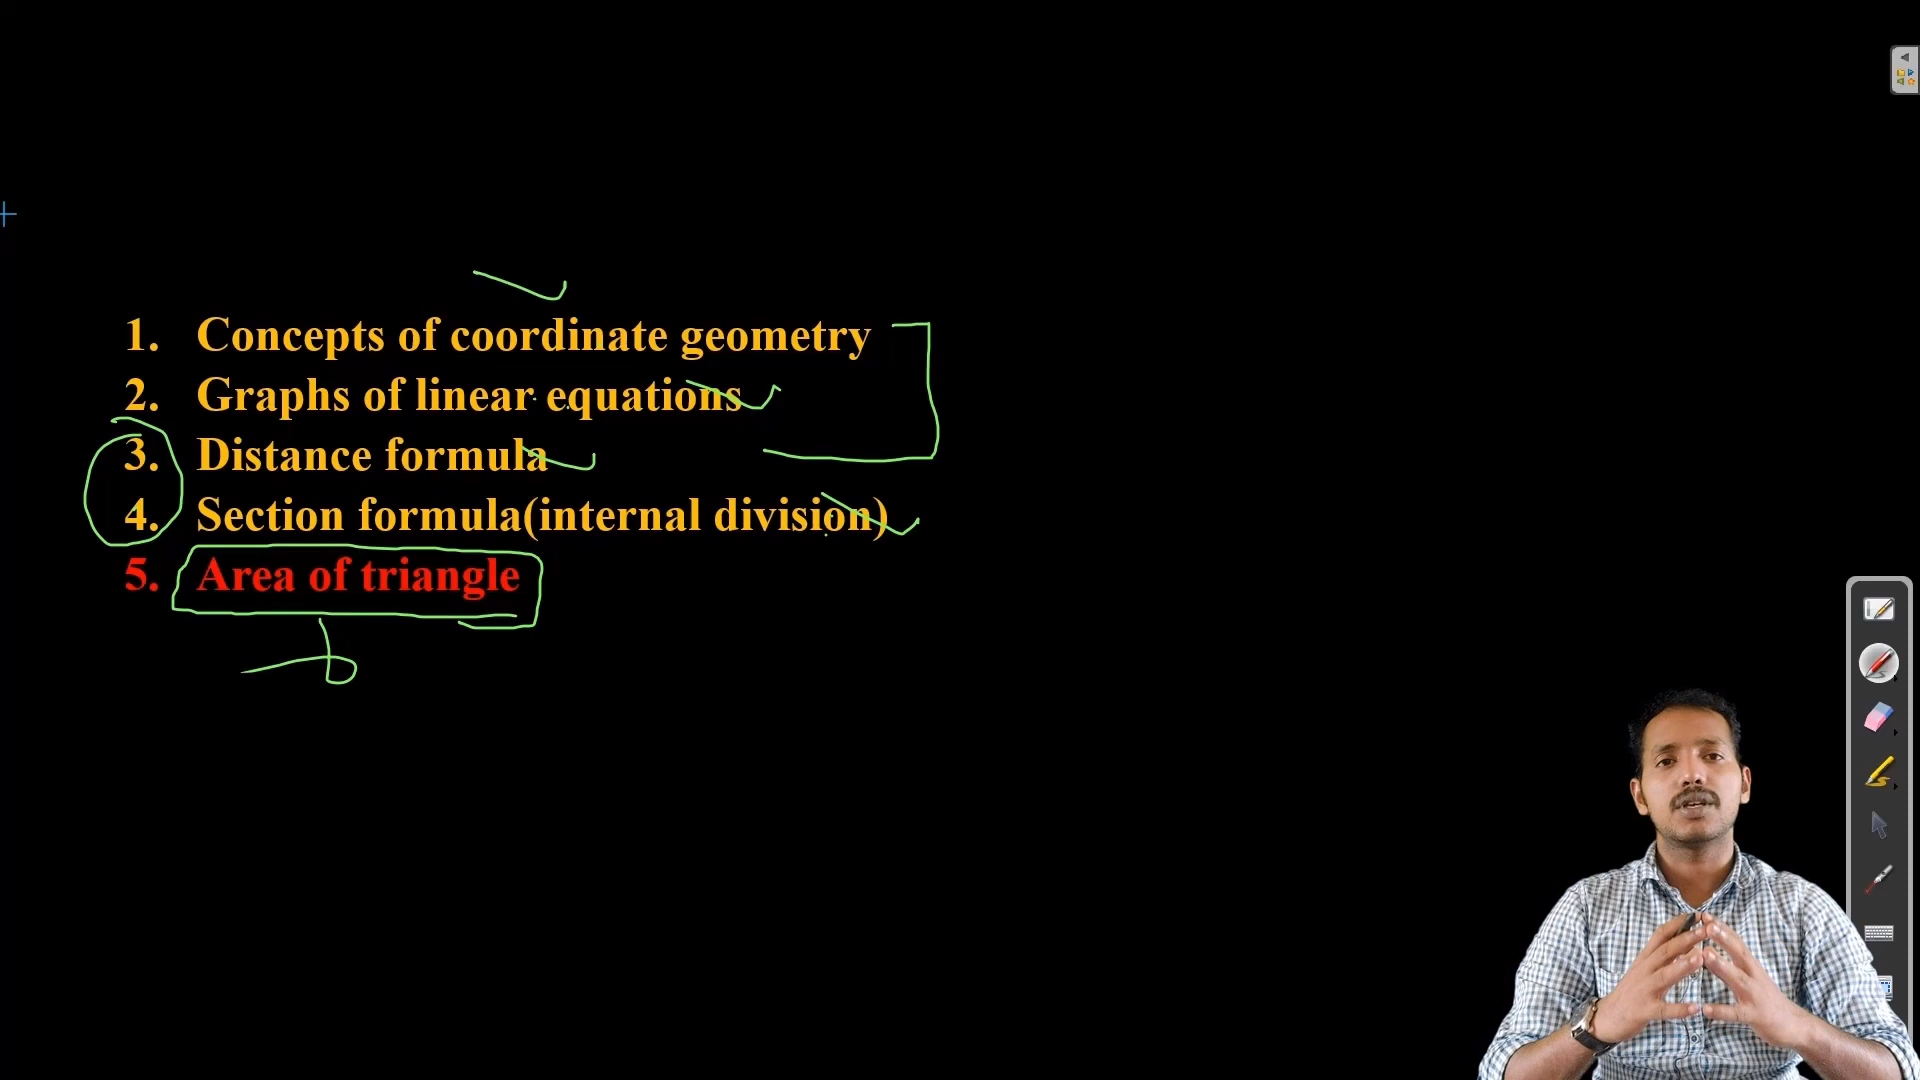 1. Concepts of coordinate geometry
2. Graphs of linear equations
3. Distance formula
4. Section formula(internal division)
5. Area of triangle